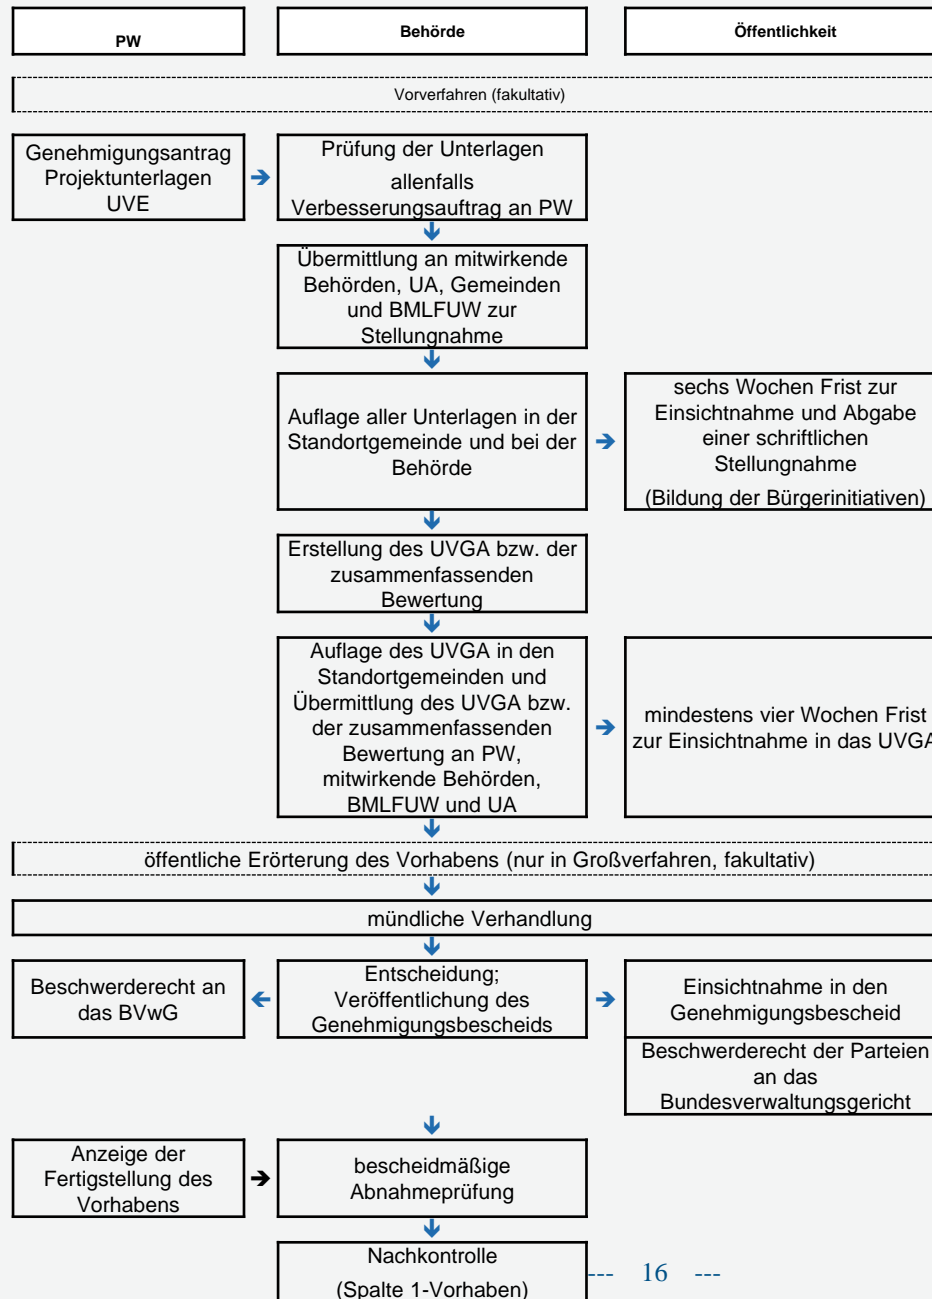 PW
Behörde
Öffentlichkeit
Vorverfahren (fakultativ)
Genehmigungsantrag
Projektunterlagen
UVE
Prüfung der Unterlagen
allenfalls
Verbesserungsauftrag an PW
Übermittlung an mitwirkende
Behörden, UA, Gemeinden
und BMLFUW zur
Stellungnahme
Auflage aller Unterlagen in der
Standortgemeinde und bei der
Behörde
sechs Wochen Frist zur
Einsichtnahme und Abgabe
einer schriftlichen
Stellungnahme
(Bildung der Bürgerinitiativen)
Erstellung des UVGA bzw. der
zusammenfassenden
Bewertung
Auflage des UVGA in den
Standortgemeinden und
Übermittlung des UVGA bzw.
der zusammenfassenden
Bewertung an PW,
mitwirkende Behörden,
BMLFUW und UA
mindestens vier Wochen Frist
zur Einsichtnahme in das UVGA
öffentliche Erörterung des Vorhabens (nur in Großverfahren, fakultativ)
mündliche Verhandlung
Beschwerderecht an
das BVwG
Entscheidung;
Veröffentlichung des
Genehmigungsbescheids
Einsichtnahme in den
Genehmigungsbescheid
Beschwerderecht der Parteien
an das
Bundesverwaltungsgericht
Anzeige der
Fertigstellung des
Vorhabens
bescheidmäßige
Abnahmeprüfung
Nachkontrolle
(Spalte 1-Vorhaben)
--- 16 ---